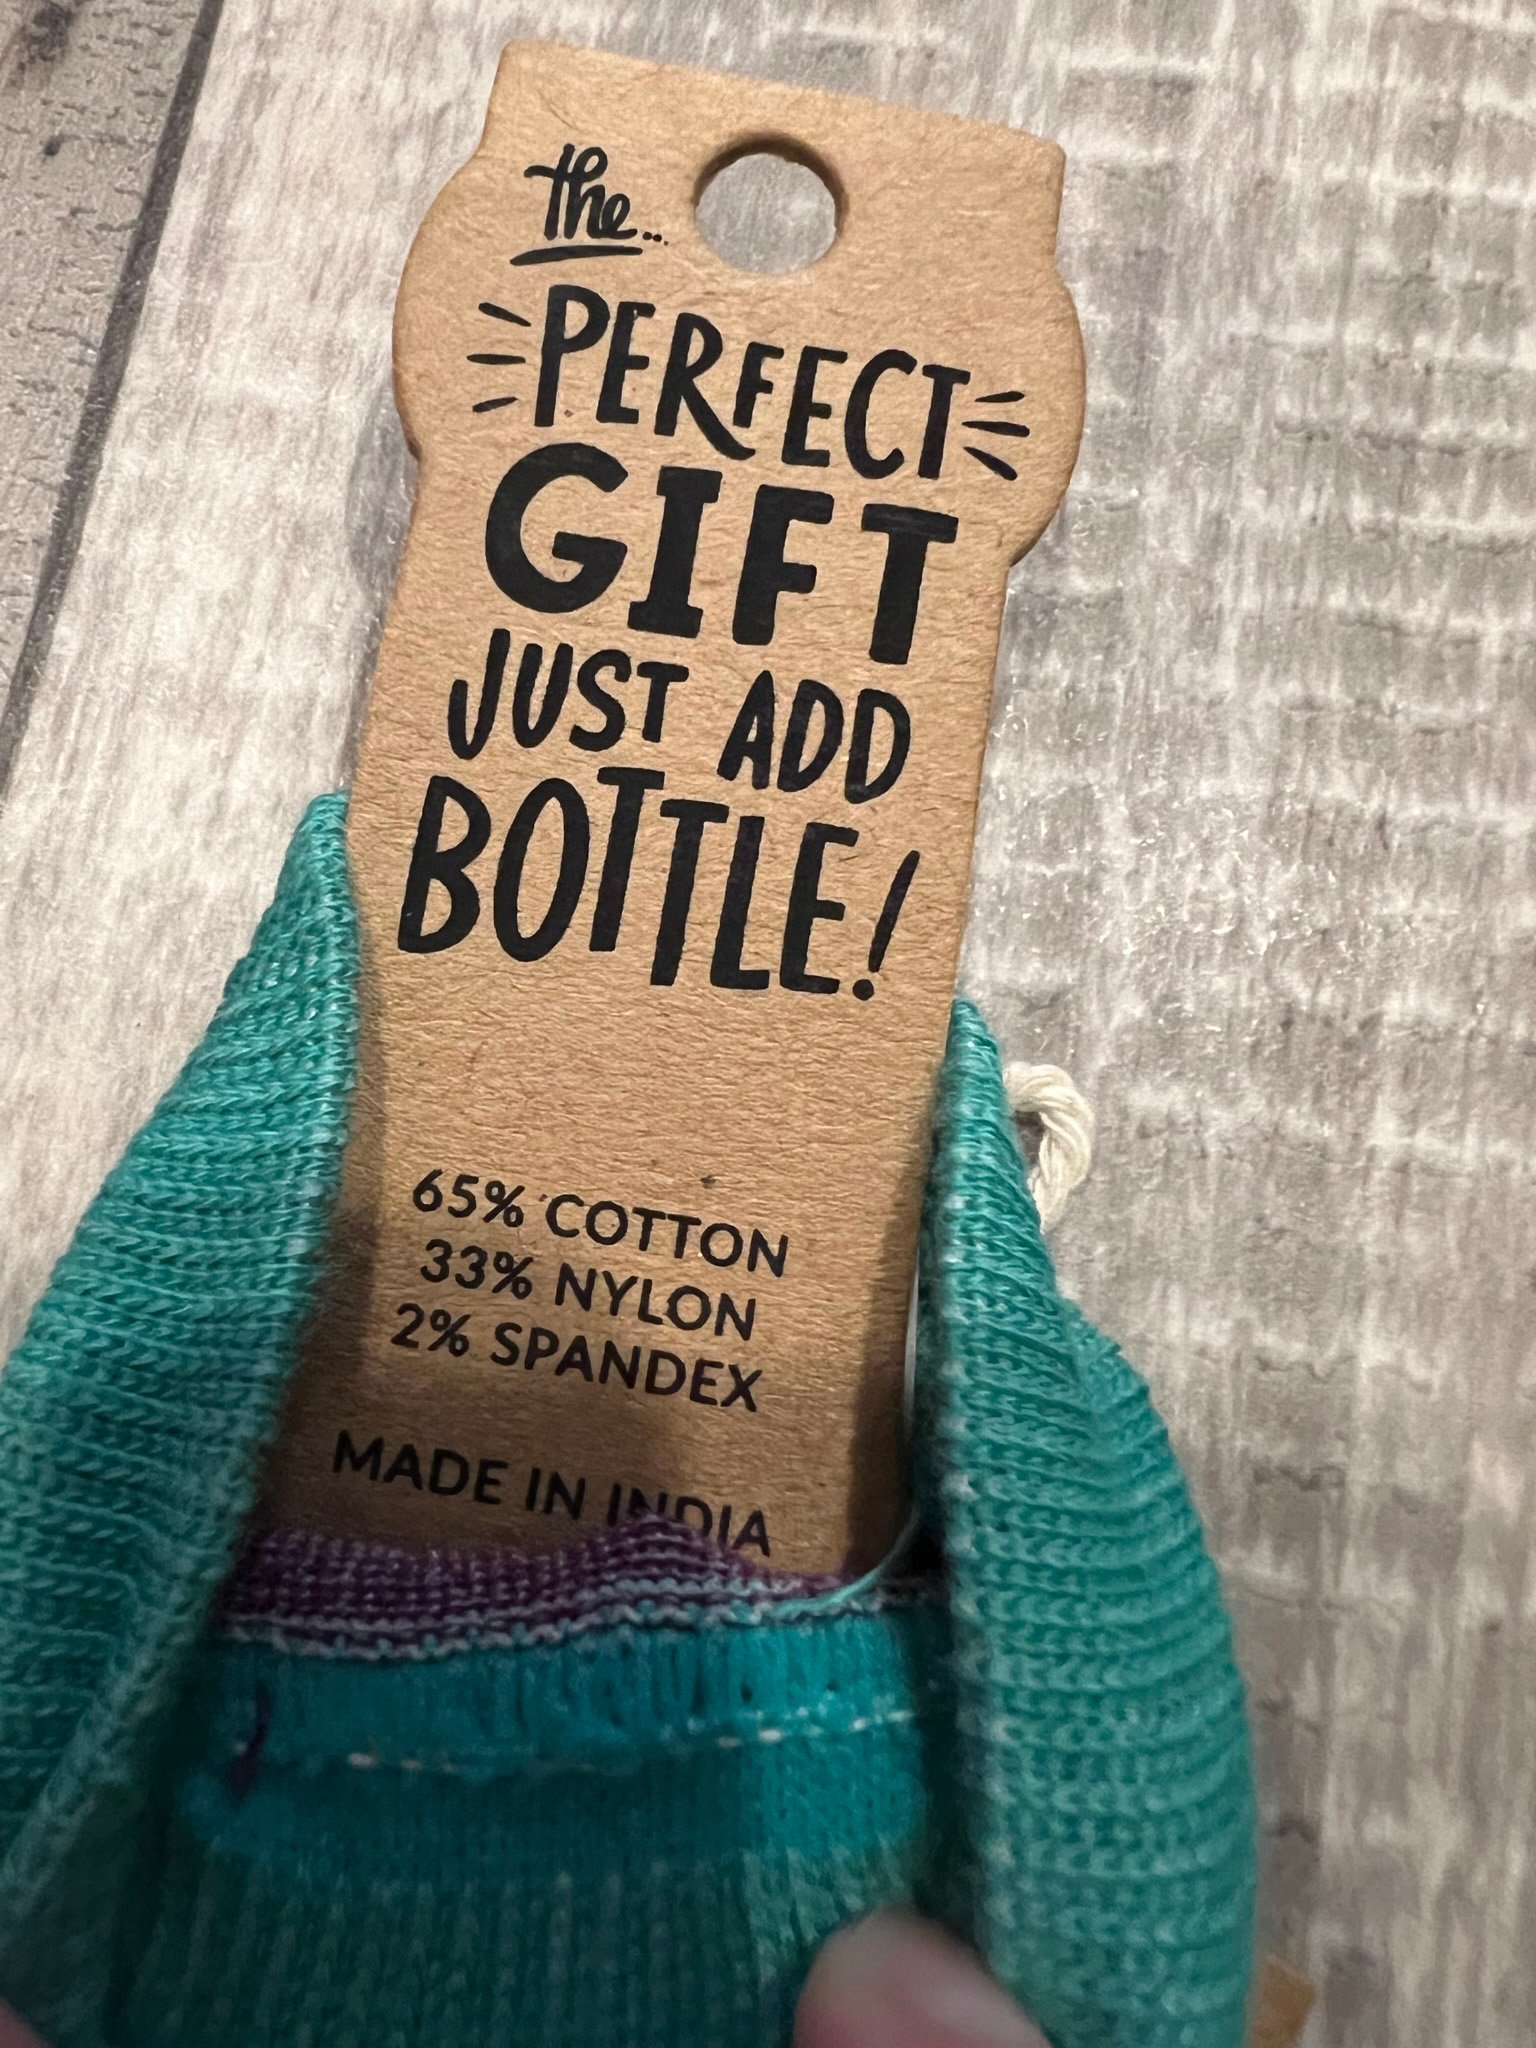 the...
PERFECT
GIFT
JUST ADD
BOTTLE!
65% COTTON
33% NYLON
2% SPANDEX
MADE IN INDIA